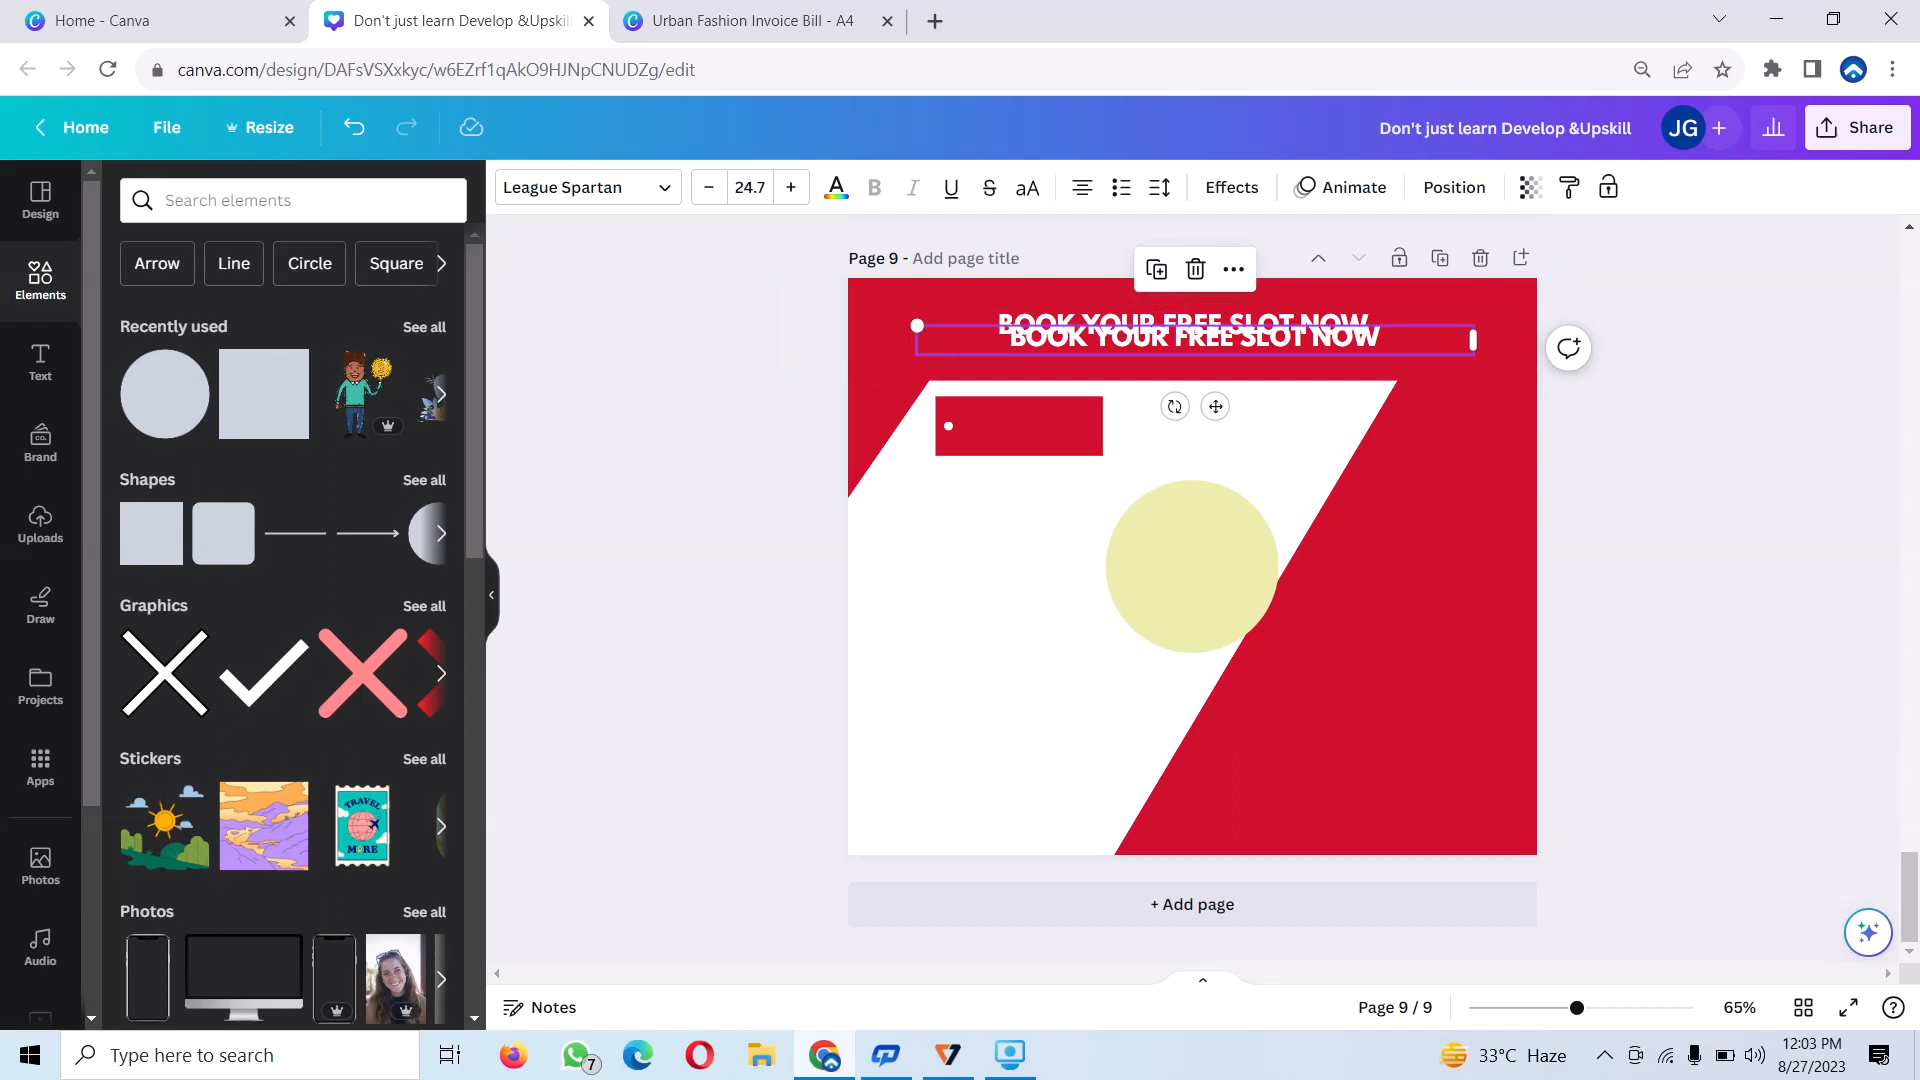 Home - Canva
Don't just learn Develop &Upskil
Urban Fashion Invoice Bill - A4
canva.com/design/DAFsVSXxkyc/w6EZrf1qAkO9HJNpCNUDZg/edit
Home
File
Resize
Don't just learn Develop &Upskill
JG
Share
Design
Elements
Text
Brand
Uploads
Draw
Projects
Apps
Photos
Audio
Search elements
Arrow
Line
Circle
Square
Recently used
See all
Shapes
See all
Graphics
See all
Stickers
See all
TRAVEL
MORE
Photos
See all
League Spartan
24.7
A
B
I
U
S
aA
Effects
Animate
Position
Page 9 - Add page title
BOOK YOUR FREE SLOT NOW
BOOK YOUR FREE SLOT NOW
+ Add page
Notes
Page 9 / 9
65%
Type here to search
7
33°C Haze
12:03 PM
8/27/2023